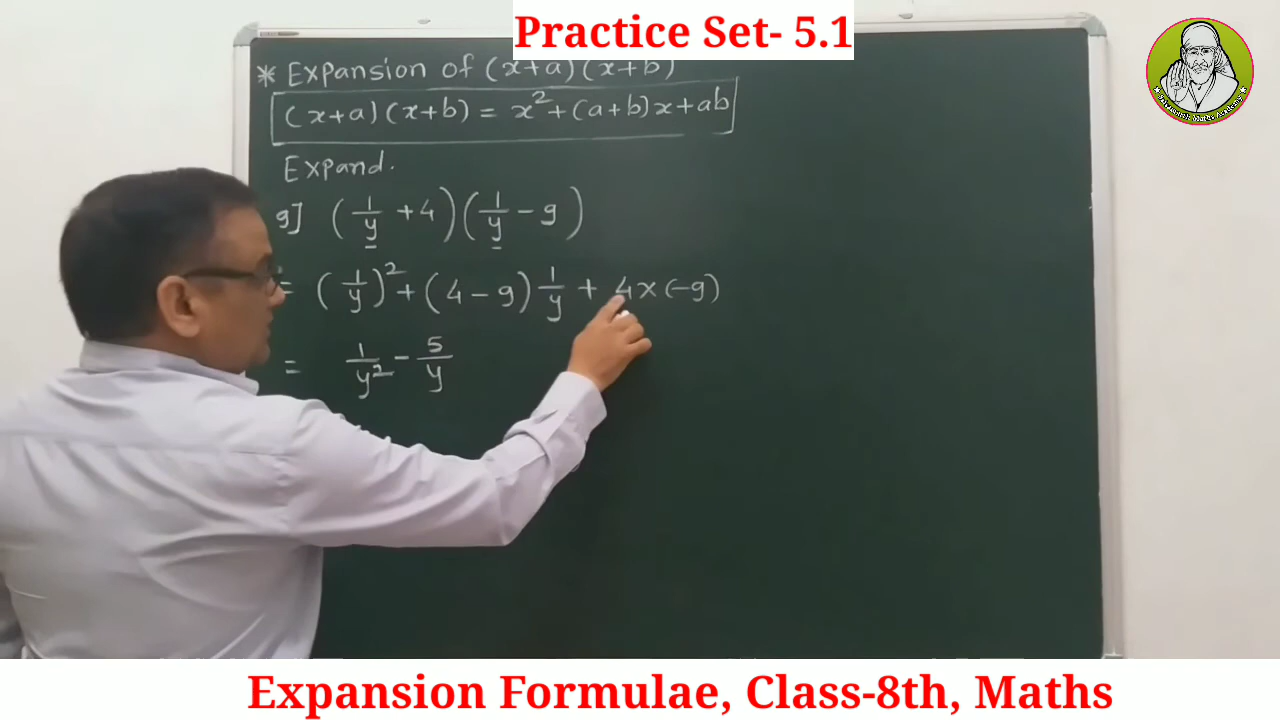 Practice Set- 5.1
* Expansion of (x+a)(x+b)
(x+a)(x+b) = x²+(a+b)x+ab
Expand.
9] (1/y +4)(1/y - 9)
= (1/y)² + (4-9) 1/y + 4×(-9)
= 1/y² - 5/y
Expansion Formulae, Class-8th, Maths